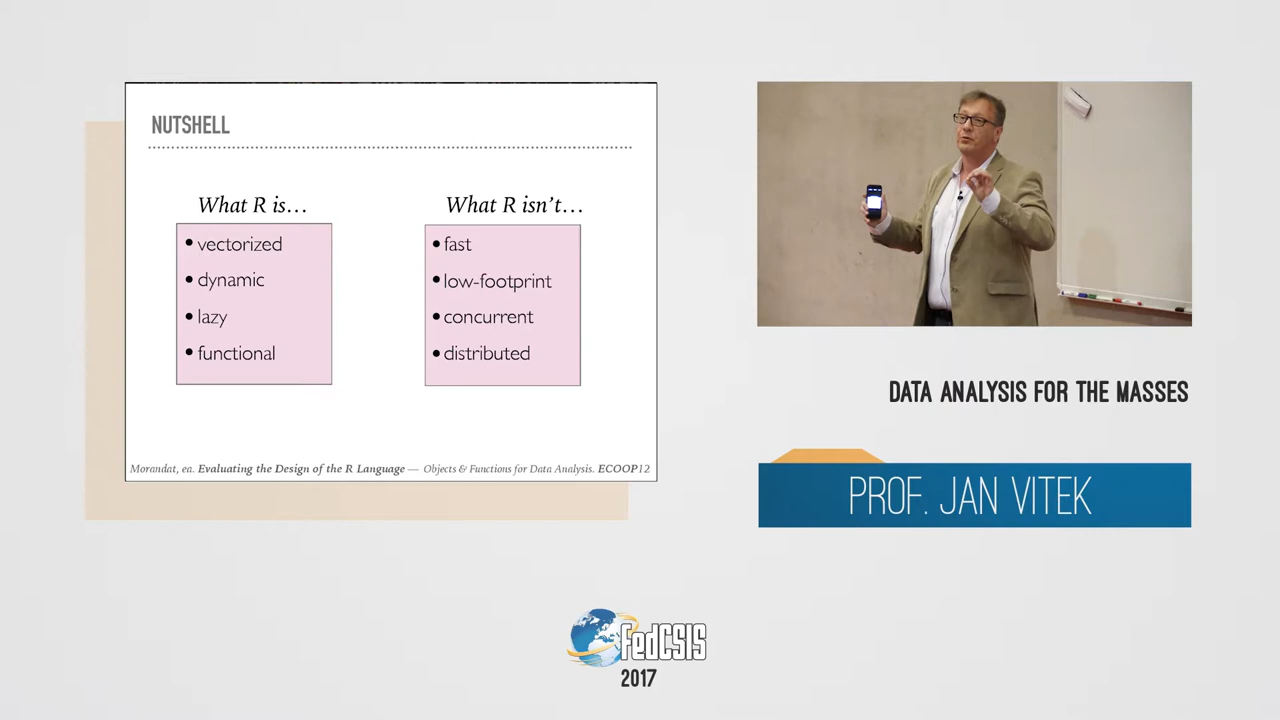 NUTSHELL
What R is…
• vectorized
• dynamic
• lazy
• functional
What R isn’t…
• fast
• low-footprint
• concurrent
• distributed
Morandat, ea. Evaluating the Design of the R Language — Objects & Functions for Data Analysis. ECOOP12
DATA ANALYSIS FOR THE MASSES
PROF. JAN VITEK
FedCSIS
2017